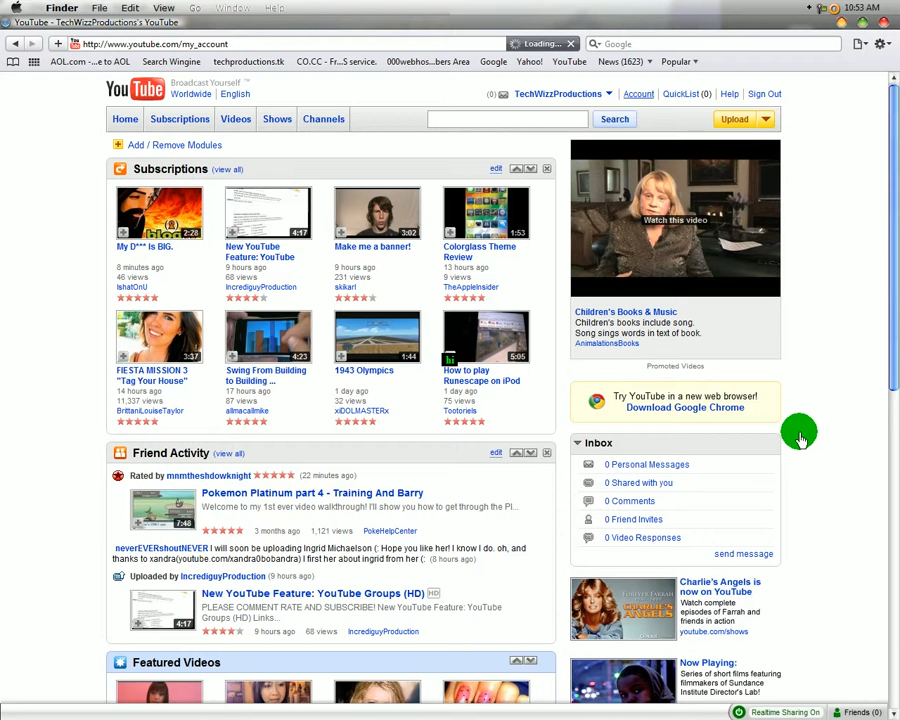 Finder File Edit View Go Window Help 10:53 AM
YouTube - TechWizzProductions's YouTube
http://www.youtube.com/my_account Loading... Google
AOL.com...e to AOL Search Wingine techproductions.tk CO.CC - Fr...S service. 000webhos...bers Area Google Yahoo! YouTube News (1623) Popular
YouTube Broadcast Yourself ™
Worldwide English
(0) TechWizzProductions Account QuickList (0) Help Sign Out
Home Subscriptions Videos Shows Channels Search Upload
Add / Remove Modules
Subscriptions (view all) edit
2:28 4:17 3:02 1:53
My D*** Is BIG.
8 minutes ago
46 views
IshatOnU
New YouTube
Feature: YouTube
9 hours ago
68 views
IncrediguyProduction
Make me a banner!
9 hours ago
231 views
skikarl
Colorglass Theme
Review
13 hours ago
9 views
TheAppleInsider
3:37 4:23 1:44 hi 5:05
FIESTA MISSION 3
"Tag Your House"
14 hours ago
11,337 views
BrittaniLouiseTaylor
Swing From Building
to Building ...
17 hours ago
87 views
allmacallmike
1943 Olympics
1 day ago
32 views
xiDOLMASTERx
How to play
Runescape on iPod
1 day ago
75 views
Tootoriels
Friend Activity (view all) edit
Rated by mnmtheshdowknight (22 minutes ago)
7:48
Pokemon Platinum part 4 - Training And Barry
Welcome to my 1st ever video walkthrough! I'll show you how to get through the Pl...
3 months ago 1,121 views PokeHelpCenter
neverEVERshoutNEVER I will soon be uploading Ingrid Michaelson (: Hope you like her! I know I do. oh, and
thanks to xandra(youtube.com/xandra0bobandra) I first her about ingrid from her (: (8 hours ago)
Uploaded by IncrediguyProduction (9 hours ago)
4:17
New YouTube Feature: YouTube Groups (HD) HD
PLEASE COMMENT RATE AND SUBSCRIBE! New YouTube Feature: YouTube
Groups (HD) Links...
9 hours ago 68 views IncrediguyProduction
Featured Videos
Watch this video
Children's Books & Music
Children's books include song.
Song sings words in text of book.
AnimalationsBooks
Promoted Videos
Try YouTube in a new web browser!
Download Google Chrome
Inbox
0 Personal Messages
0 Shared with you
0 Comments
0 Friend Invites
0 Video Responses
send message
CHARLIE'S ANGELS
Charlie's Angels is
now on YouTube
Watch complete
episodes of Farrah and
friends in action
youtube.com/shows
Now Playing:
Series of short films featuring
filmmakers of Sundance
Institute Director's Lab!
Realtime Sharing On Friends (0)